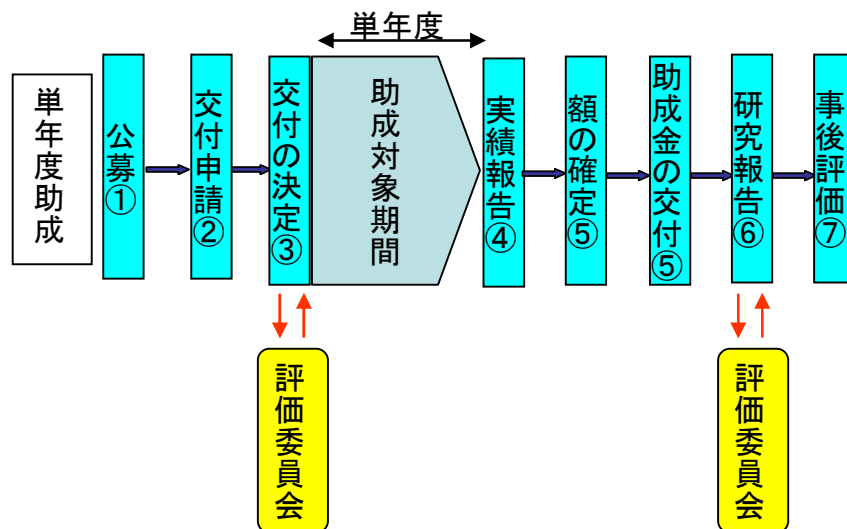 単年度
単年度助成
公募①
交付申請②
交付の決定③
助成対象期間
実績報告④
額の確定⑤
助成金の交付⑤
研究報告⑥
事後評価⑦
評価委員会
評価委員会